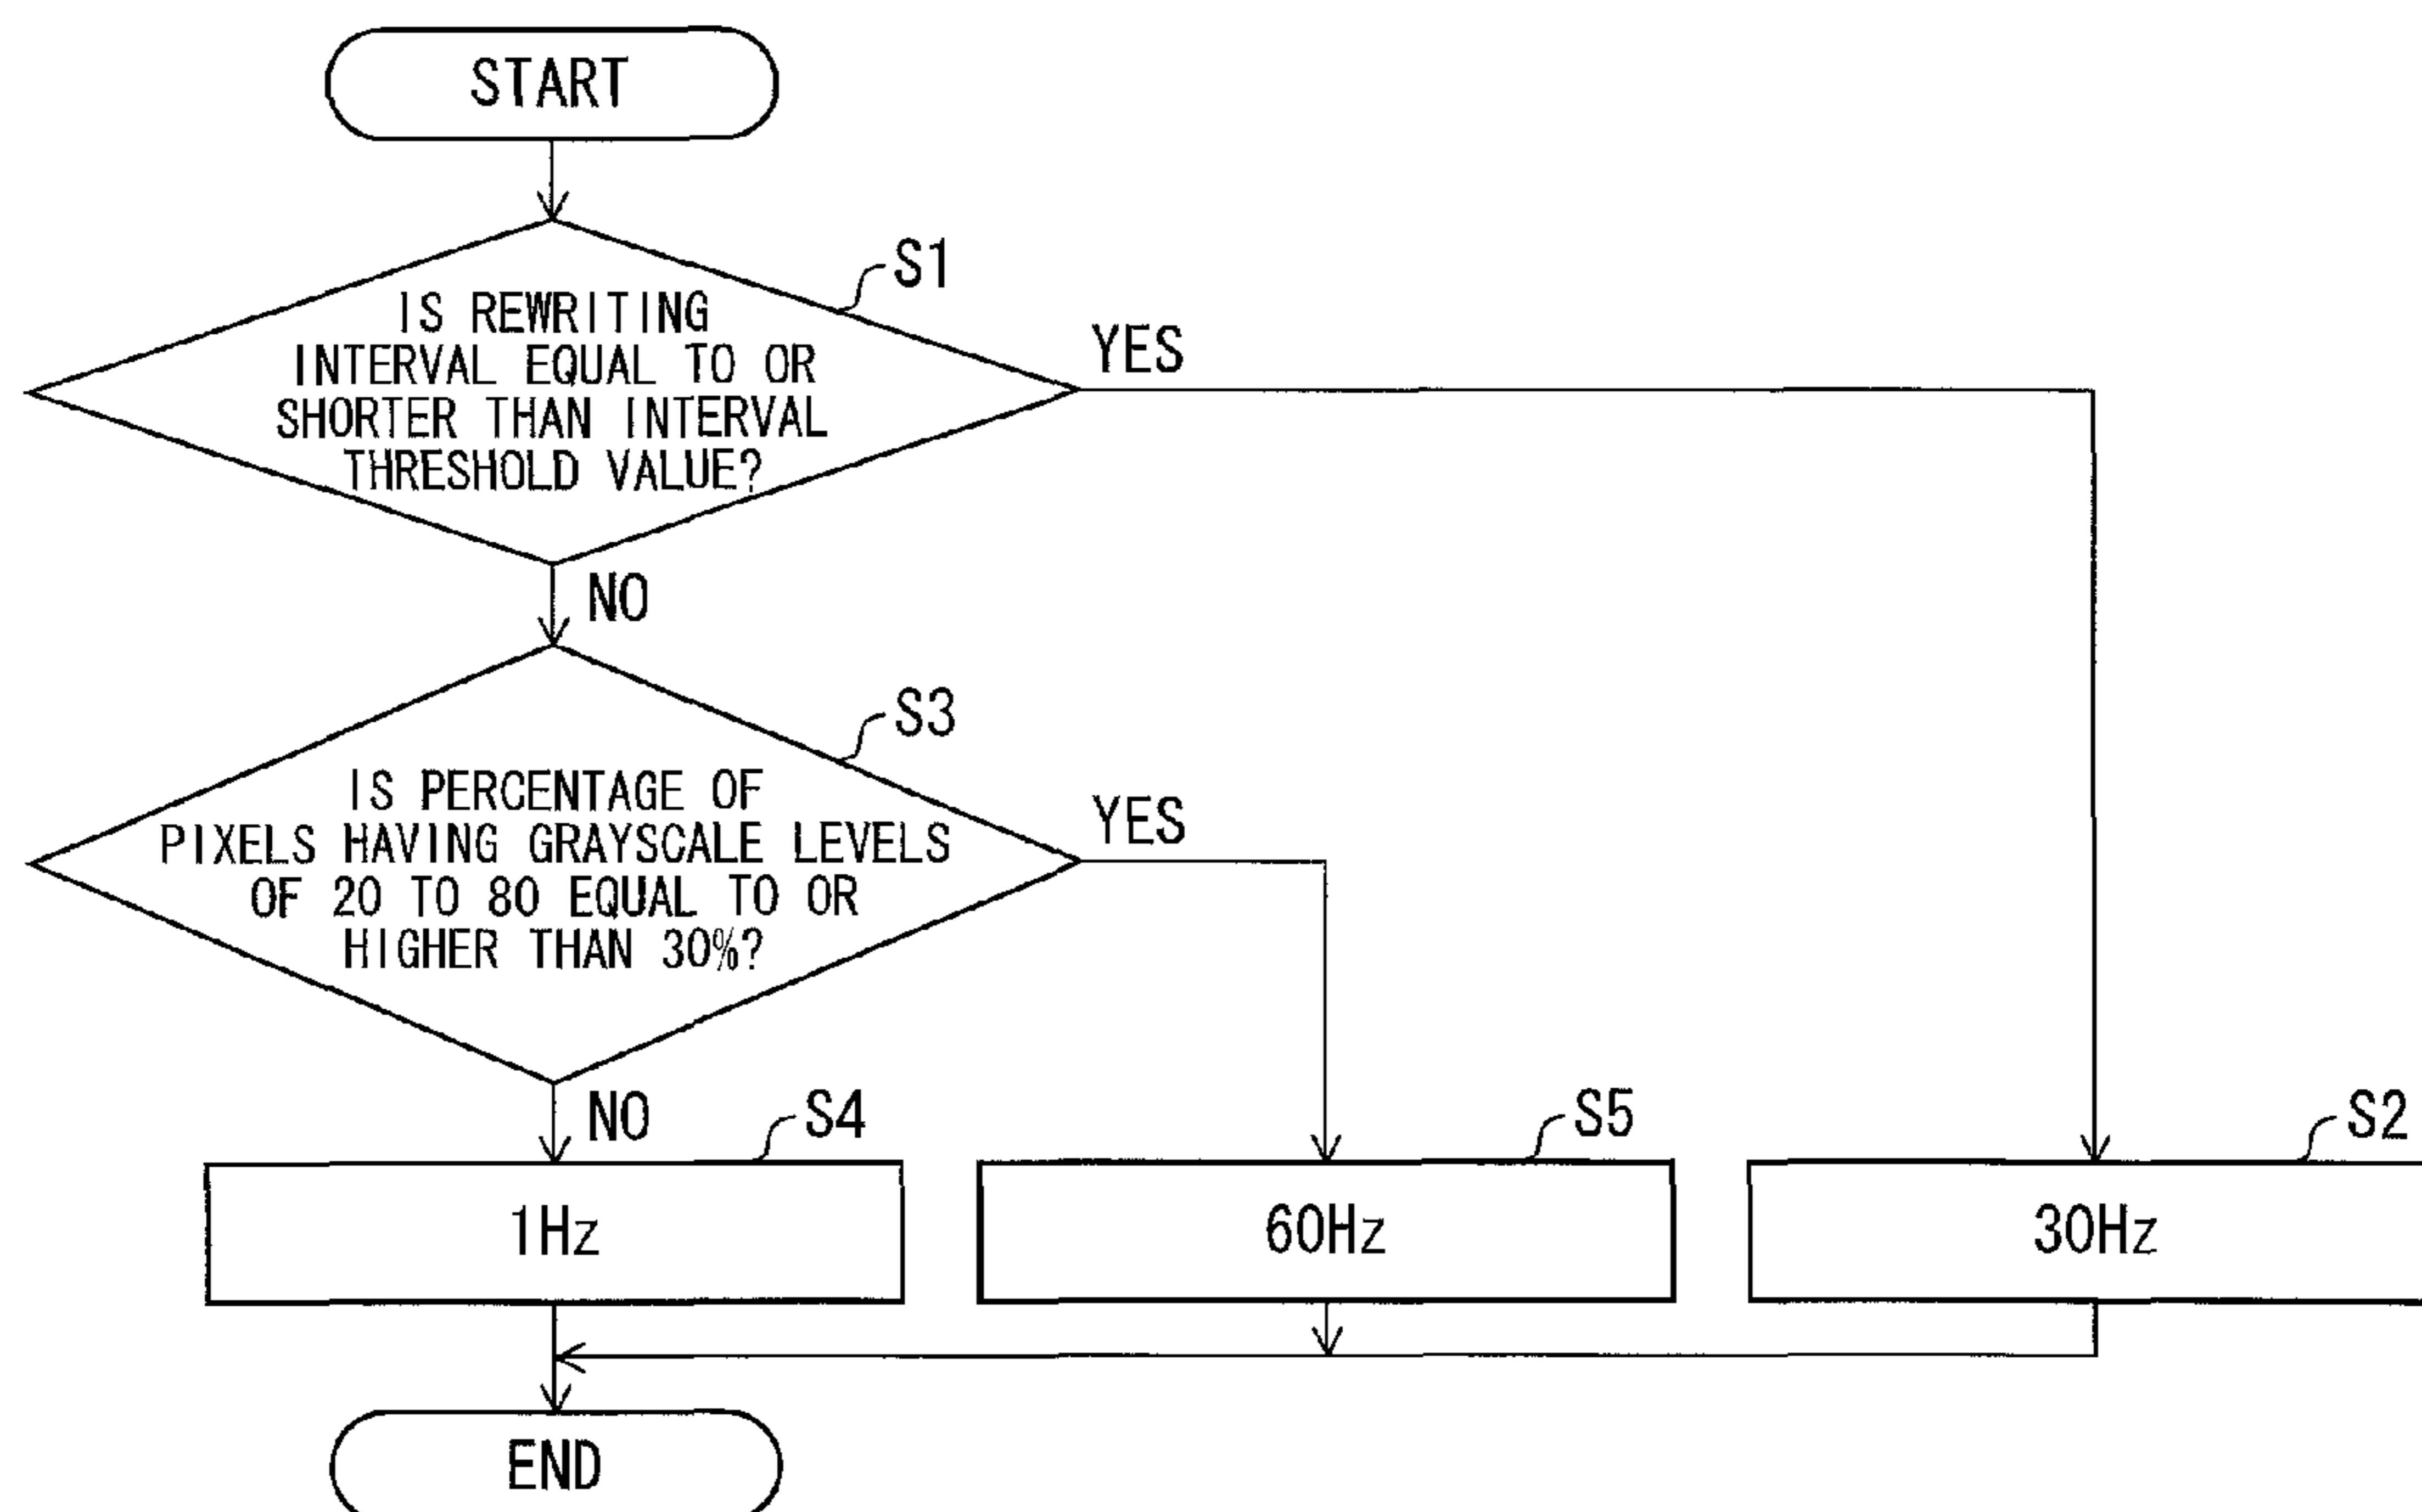 START
S1
IS REWRITING
INTERVAL EQUAL TO OR
SHORTER THAN INTERVAL
THRESHOLD VALUE?
YES
NO
S3
IS PERCENTAGE OF
PIXELS HAVING GRAYSCALE LEVELS
OF 20 TO 80 EQUAL TO OR
HIGHER THAN 30%?
YES
NO
S4
S5
S2
1Hz
60Hz
30Hz
END